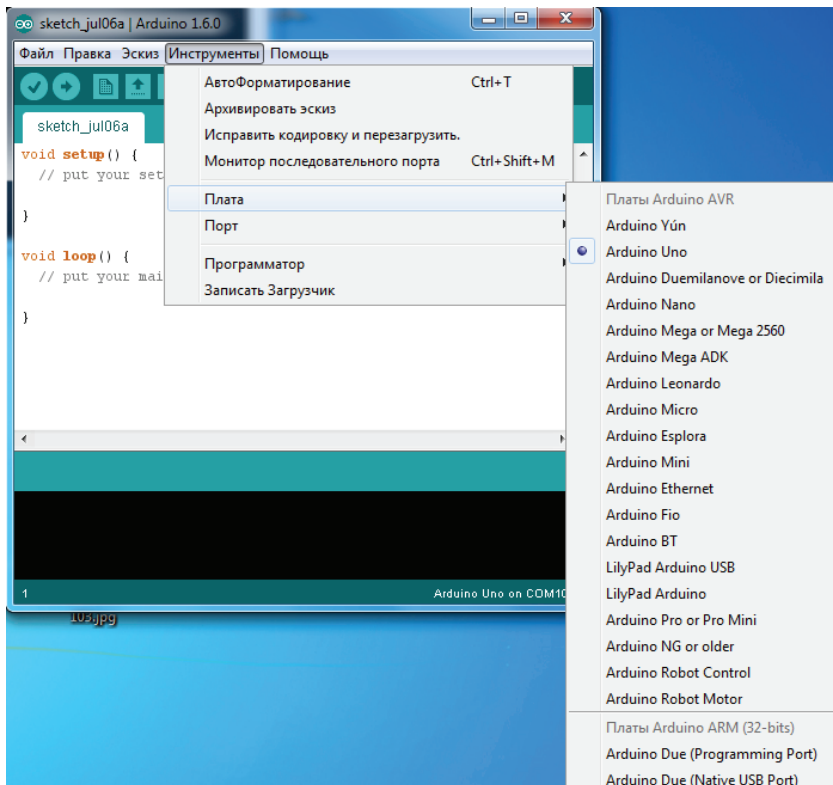 sketch_jul06a | Arduino 1.6.0
Файл Правка Эскиз Инструменты Помощь
АвтоФорматирование Ctrl+T
Архивировать эскиз
Исправить кодировку и перезагрузить.
Монитор последовательного порта Ctrl+Shift+M
Плата
Порт
Программатор
Записать Загрузчик
sketch_jul06a
void setup() {
// put your set
}
void loop() {
// put your mai
}
Платы Arduino AVR
Arduino Yún
Arduino Uno
Arduino Duemilanove or Diecimila
Arduino Nano
Arduino Mega or Mega 2560
Arduino Mega ADK
Arduino Leonardo
Arduino Micro
Arduino Esplora
Arduino Mini
Arduino Ethernet
Arduino Fio
Arduino BT
LilyPad Arduino USB
LilyPad Arduino
Arduino Pro or Pro Mini
Arduino NG or older
Arduino Robot Control
Arduino Robot Motor
Платы Arduino ARM (32-bits)
Arduino Due (Programming Port)
Arduino Due (Native USB Port)
1 Arduino Uno on COM10
103.jpg